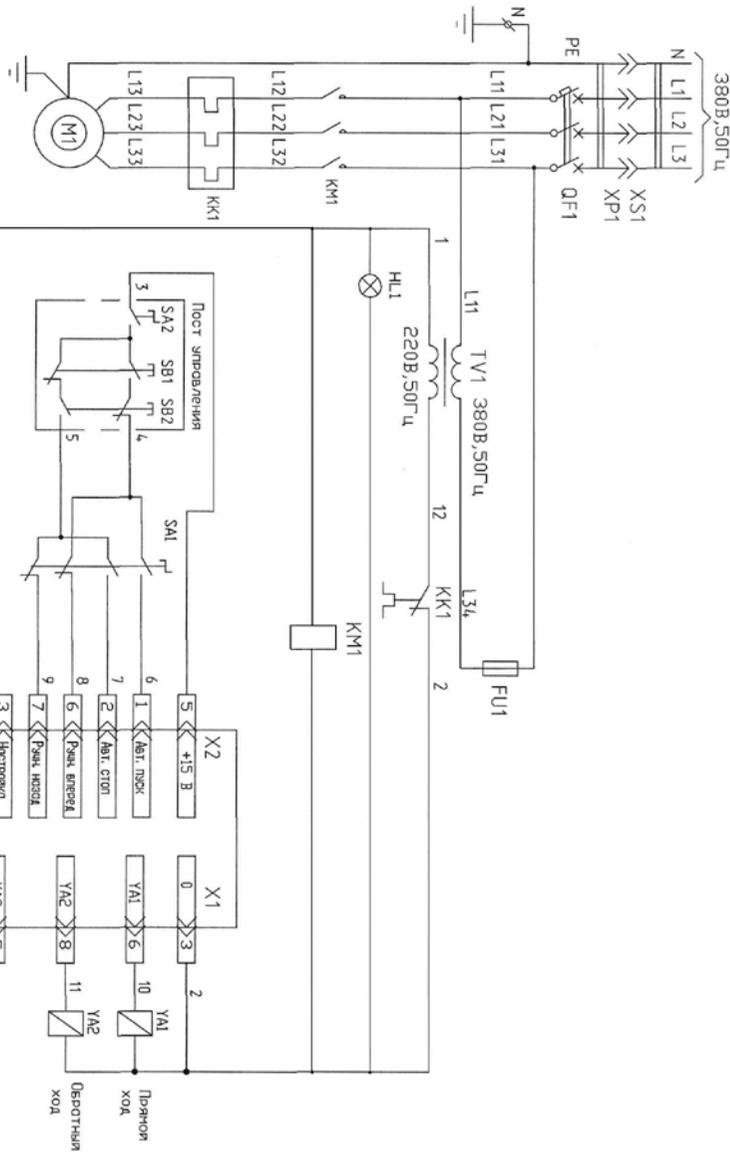 380В,50Гц
N
L1
L2
L3
XS1
XP1
N
PE
QF1
L11
L21
L31
KM1
L12
L22
L32
KK1
L13
L23
L33
M1
L11
TV1 380В,50Гц
L34
FU1
1
220В,50Гц
12
KK1
2
HL1
KM1
Пост управления
3
SA2
SB1
SB2
4
5
SA1
6
7
8
9
X2
5 +15 В
1 Авт. пуск
2 Авт. стоп
6 Ручн. вперед
7 Ручн. назад
3 Настройка
X1
0 3
YA1 6
YA2 8
2
10
YA1
11
YA2
Прямой
ход
Обратный
ход